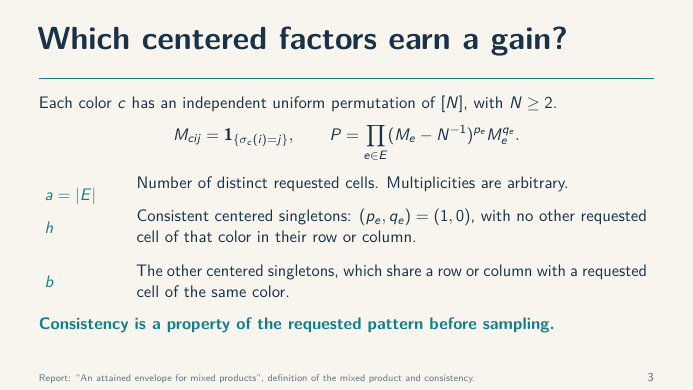 Which centered factors earn a gain?
Each color c has an independent uniform permutation of [N], with N ≥ 2.
M_{cij} = 1_{\{σ_c(i)=j\}}, P = ∏_{e∈E} (M_e − N^{−1})^{p_e} M_e^{q_e}.
a = |E| Number of distinct requested cells. Multiplicities are arbitrary.
h Consistent centered singletons: (p_e, q_e) = (1, 0), with no other requested
cell of that color in their row or column.
b The other centered singletons, which share a row or column with a requested
cell of the same color.
Consistency is a property of the requested pattern before sampling.
Report: “An attained envelope for mixed products”, definition of the mixed product and consistency. 3